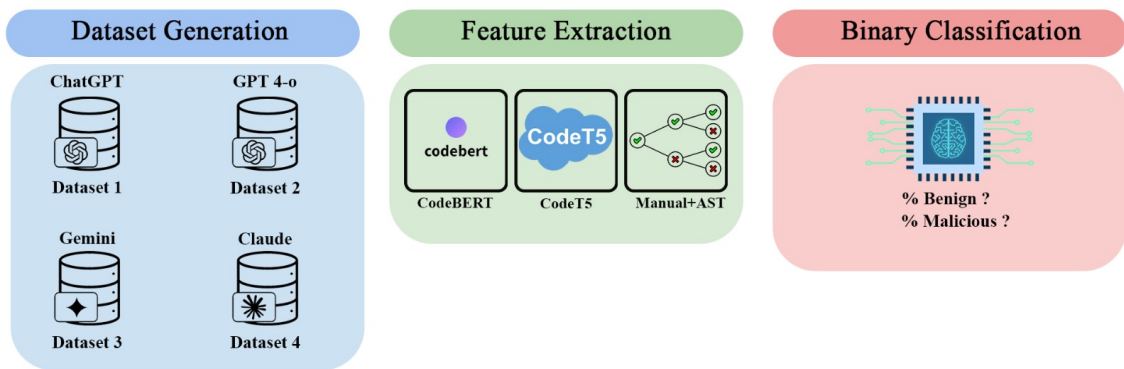 Dataset Generation
ChatGPT
GPT 4-o
Dataset 1
Dataset 2
Gemini
Claude
Dataset 3
Dataset 4
Feature Extraction
codebert
CodeT5
CodeBERT
CodeT5
Manual+AST
Binary Classification
% Benign ?
% Malicious ?